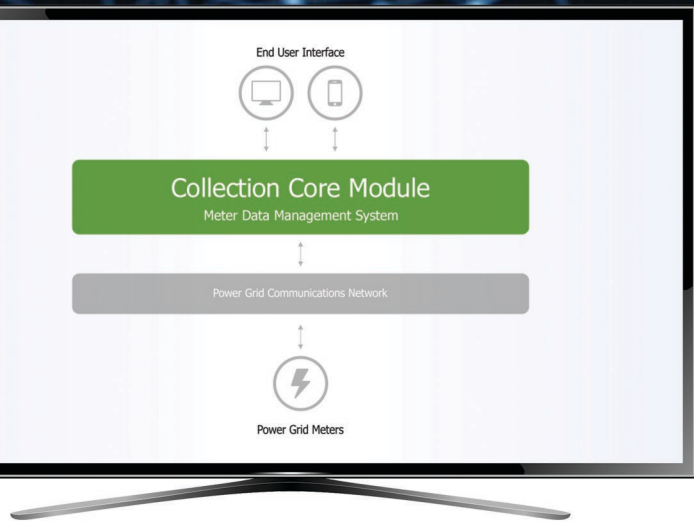 End User Interface
Collection Core Module
Meter Data Management System
Power Grid Communications Network
Power Grid Meters